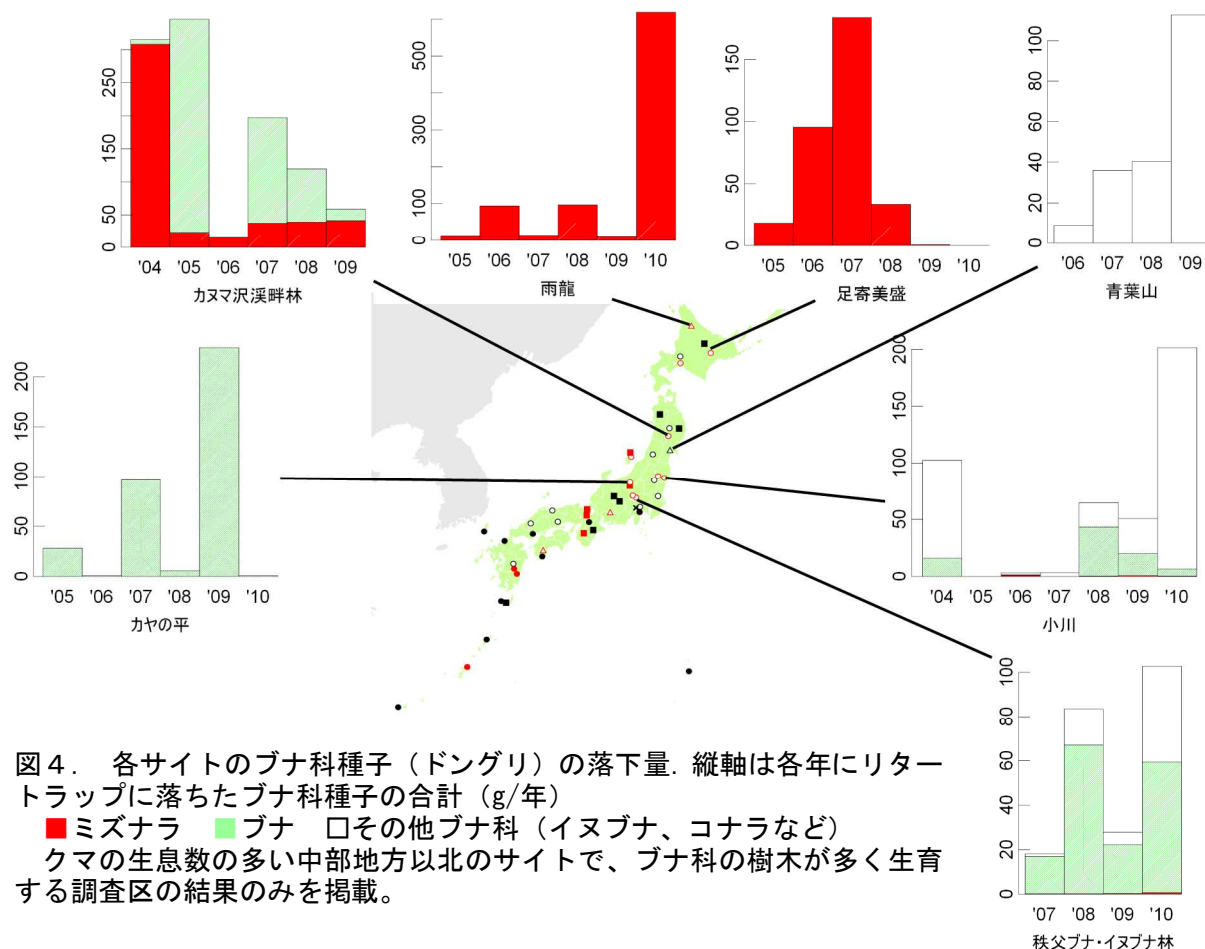 250
150
50
0
'04 '05 '06 '07 '08 '09
カヌマ沢渓畔林
600
300
100
0
'05 '06 '07 '08 '09 '10
雨龍
150
100
50
0
'05 '06 '07 '08 '09 '10
足寄美盛
100
80
60
40
20
0
'06 '07 '08 '09
青葉山
200
150
100
50
0
'05 '06 '07 '08 '09 '10
カヤの平
200
150
100
50
0
'04 '05 '06 '07 '08 '09 '10
小川
100
80
60
40
20
0
'07 '08 '09 '10
秩父ブナ・イヌブナ林
図4. 各サイトのブナ科種子（ドングリ）の落下量. 縦軸は各年にリター
トラップに落ちたブナ科種子の合計（g/年）
■ミズナラ ■ブナ □その他ブナ科（イヌブナ、コナラなど）
クマの生息数の多い中部地方以北のサイトで、ブナ科の樹木が多く生育
する調査区の結果のみを掲載。